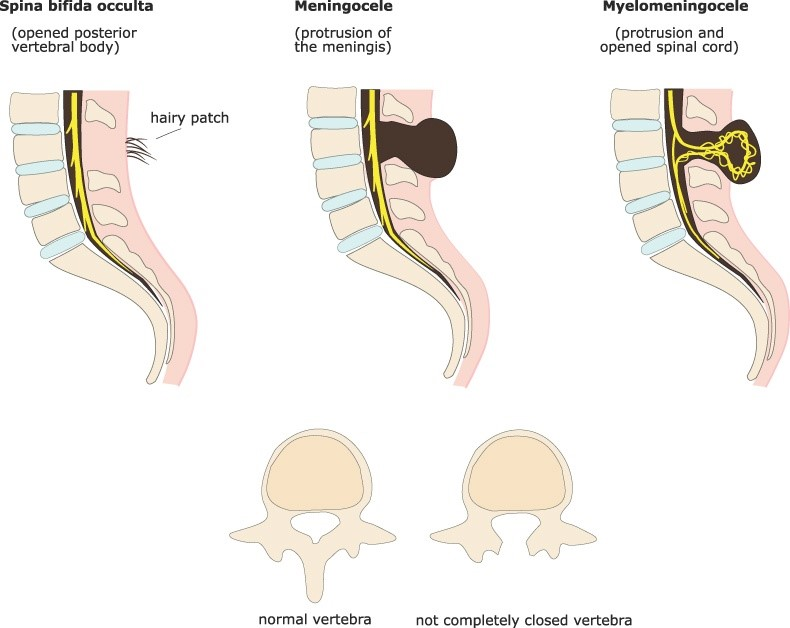 Spina bifida occulta
(opened posterior
vertebral body)
Meningocele
(protrusion of
the meningis)
Myelomeningocele
(protrusion and
opened spinal cord)
hairy patch
normal vertebra
not completely closed vertebra